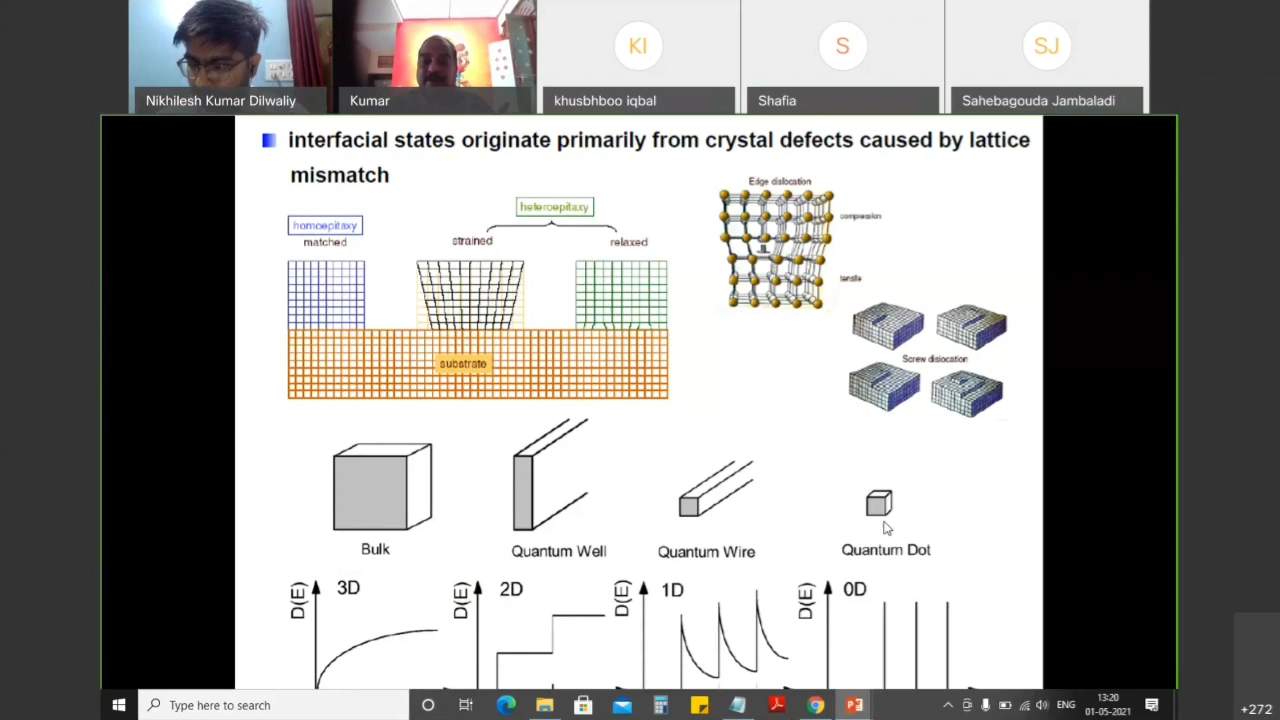 KI
S
SJ
Nikhilesh Kumar Dilwaliy
Kumar
khusbhboo iqbal
Shafia
Sahebagouda Jambaladi
interfacial states originate primarily from crystal defects caused by lattice
mismatch
homoepitaxy
matched
heteroepitaxy
strained
relaxed
substrate
Edge dislocation
compression
tensile
Screw dislocation
Bulk
Quantum Well
Quantum Wire
Quantum Dot
D(E)
3D
D(E)
2D
D(E)
1D
D(E)
0D
Type here to search
ENG
13:20
01-05-2021
+272